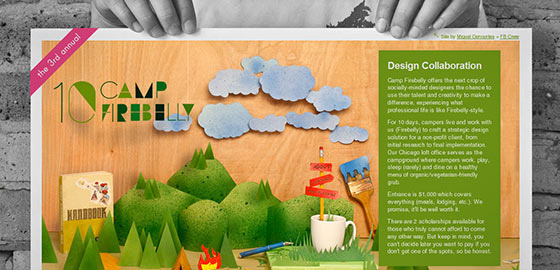 Site by Miguel Cervantes + FB Crew
the 3rd annual
10 CAMP
FIREBELLY
HANDBOOK
Design Collaboration
Camp Firebelly offers the next crop of
socially-minded designers the chance to
use their talent and creativity to make a
difference, experiencing what
professional life is like Firebelly-style.
For 10 days, campers live and work with
us (Firebelly) to craft a strategic design
solution for a non-profit client, from
initial research to final implementation.
Our Chicago loft office serves as the
campground where campers work, play,
sleep (rarely) and dine on a healthy
menu of organic/vegetarian-friendly
grub.
Entrance is $1,000 which covers
everything (meals, lodging, etc.). We
promise, it'll be well worth it.
There are 2 scholarships available for
those who truly cannot afford to come
any other way. But keep in mind, you
can't decide later you want to pay if you
don't get one of the spots, so be honest.